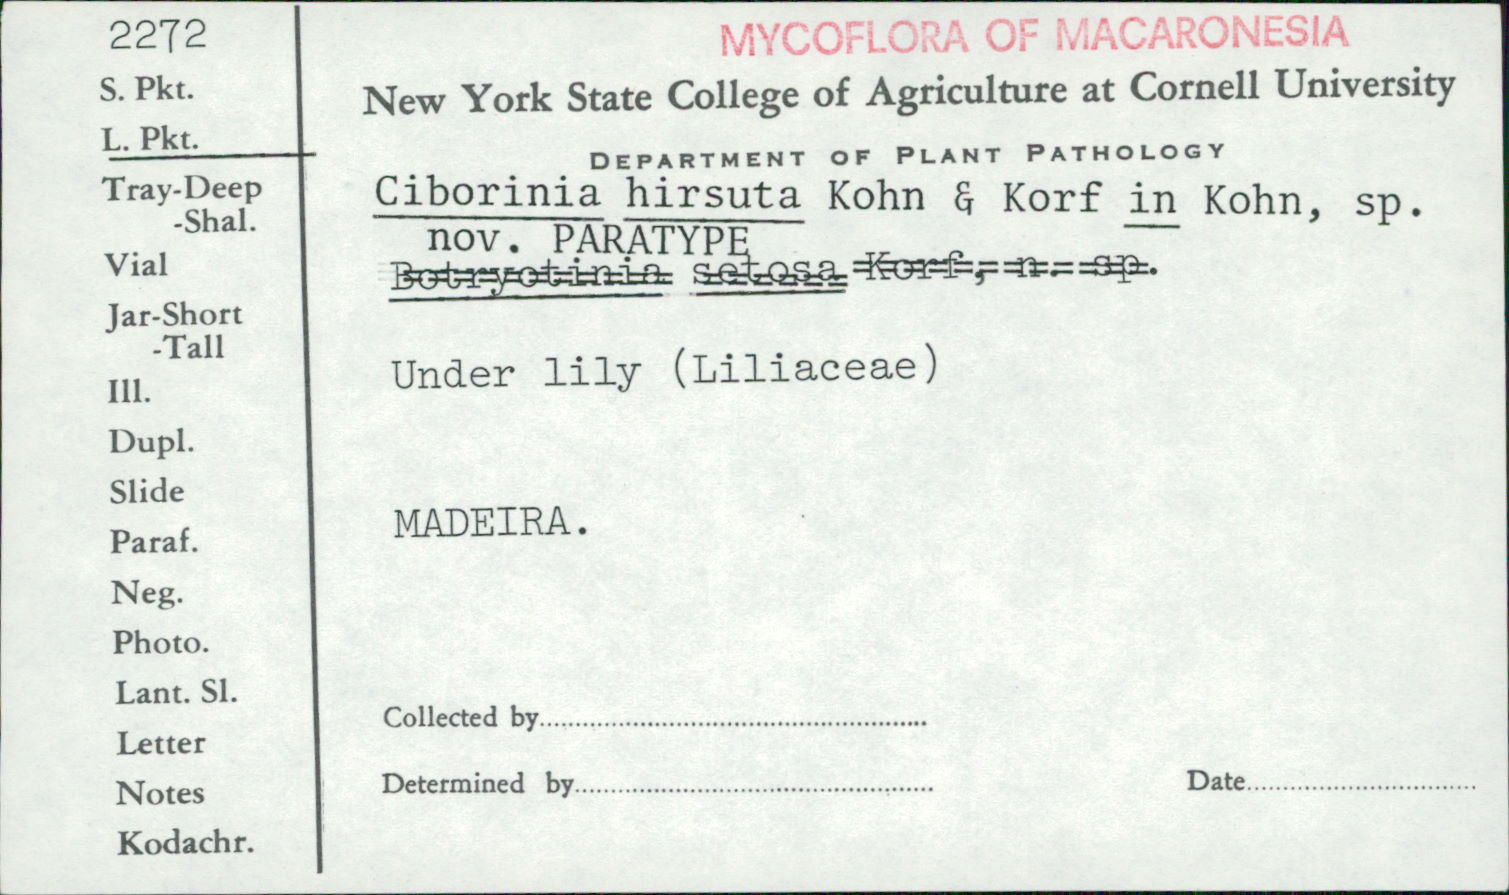 2272
S. Pkt.
L. Pkt.
Tray-Deep
-Shal.
Vial
Jar-Short
-Tall
Ill.
Dupl.
Slide
Paraf.
Neg.
Photo.
Lant. Sl.
Letter
Notes
Kodachr.
MYCOFLORA OF MACARONESIA
New York State College of Agriculture at Cornell University
DEPARTMENT OF PLANT PATHOLOGY
Ciborinia hirsuta Kohn & Korf in Kohn, sp.
nov. PARATYPE
Botryotinia setosa Korf, n. sp.
Under lily (Liliaceae)
MADEIRA.
Collected by
Determined by
Date